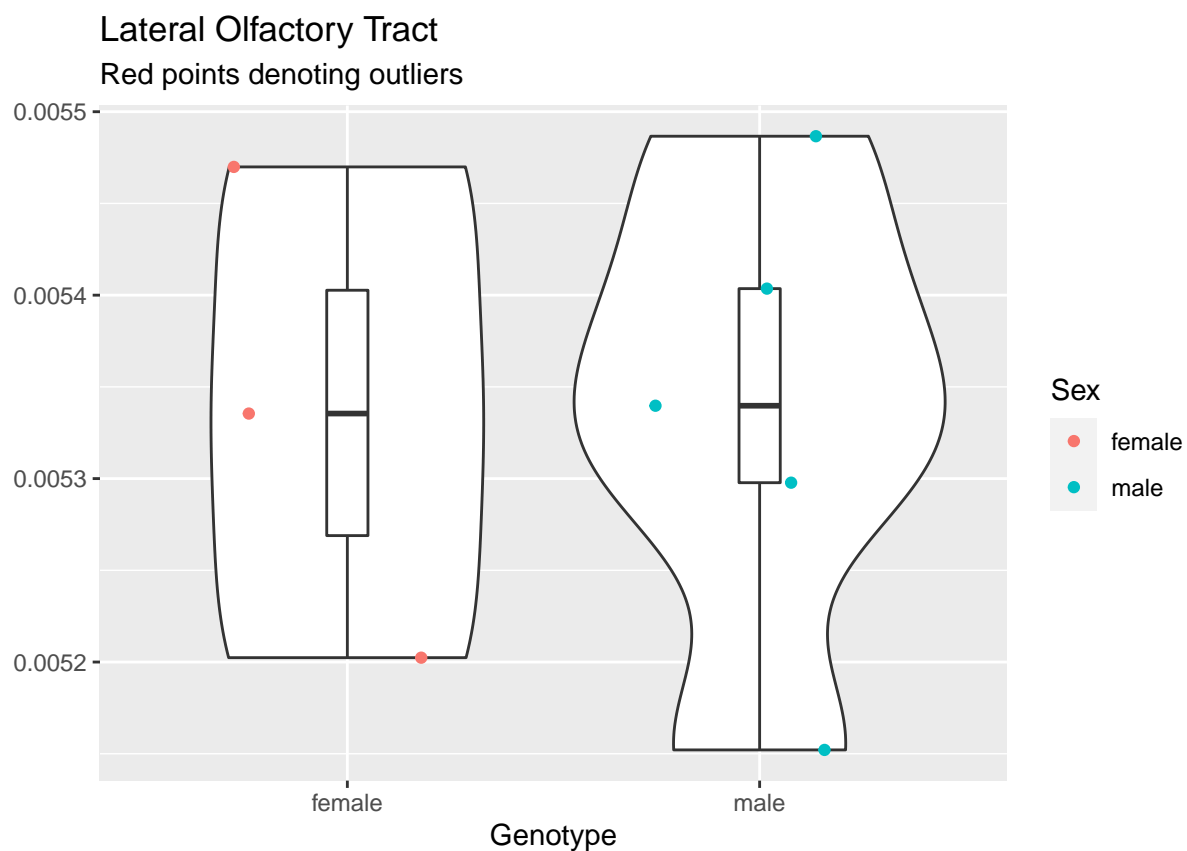 Lateral Olfactory Tract
Red points denoting outliers
0.0055
0.0054
0.0053
0.0052
female
male
Genotype
Sex
female
male